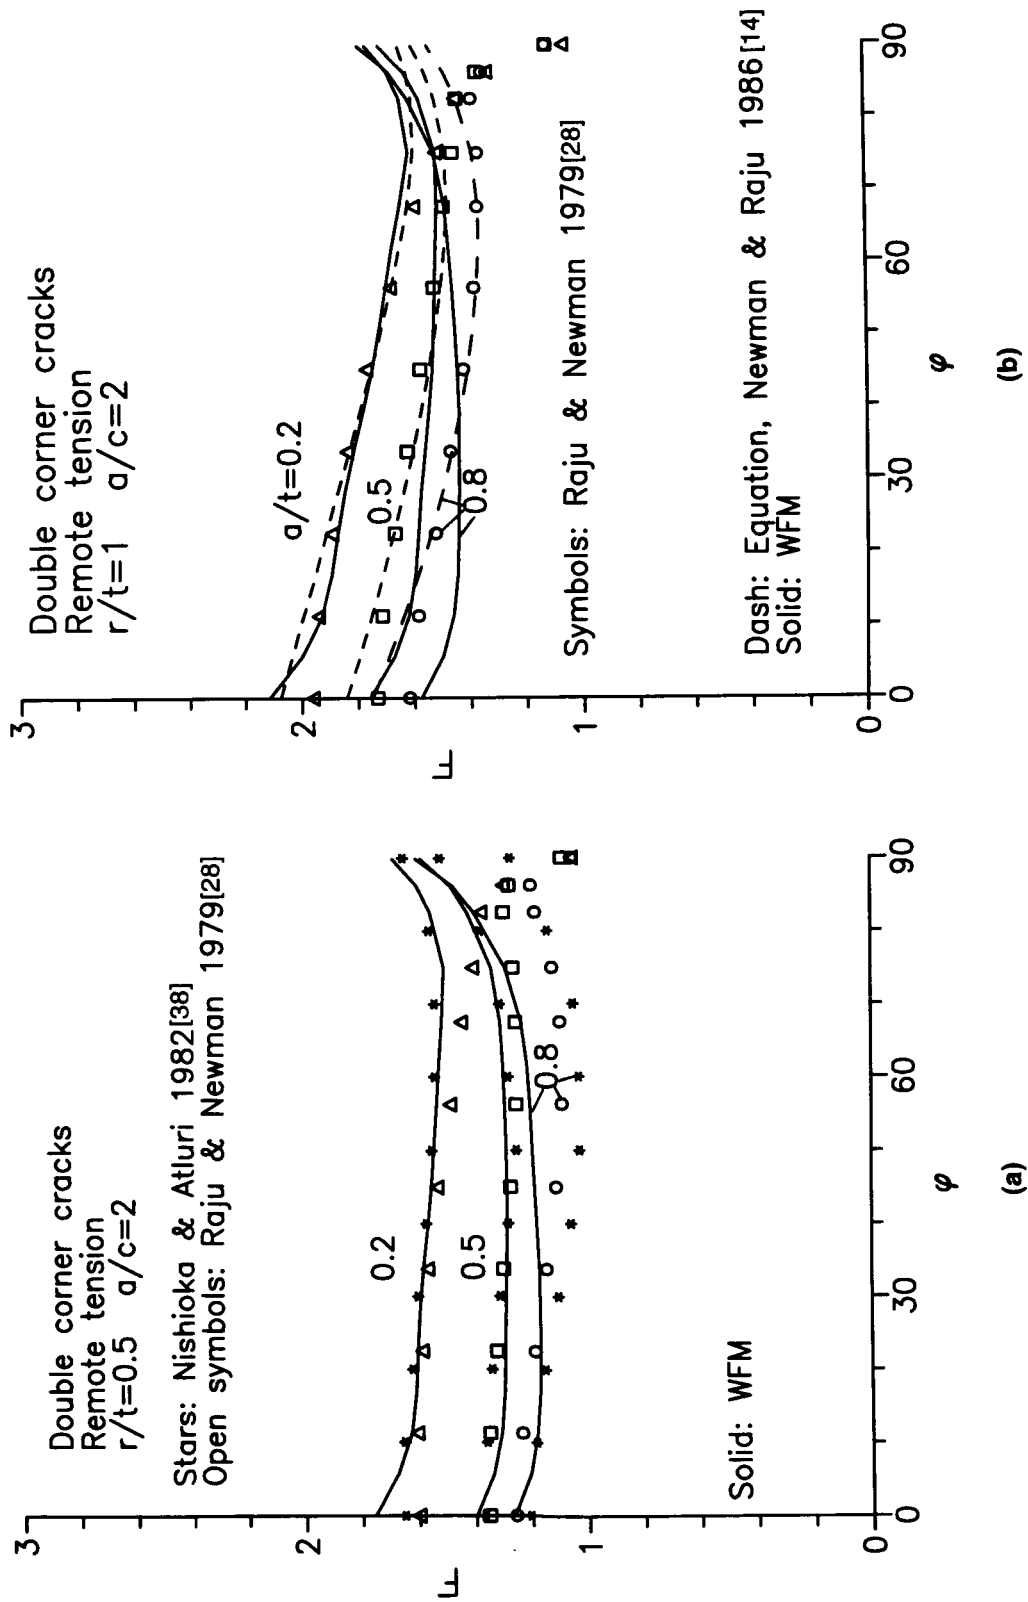 Double corner cracks
Remote tension
r/t=0.5 a/c=2
Stars: Nishioka & Atluri 1982[38]
Open symbols: Raju & Newman 1979[28]
3
2
1
0
F
0.2
0.5
0.8
Solid: WFM
0
30
60
90
φ
(a)
Double corner cracks
Remote tension
r/t=1 a/c=2
3
2
1
0
F
a/t=0.2
0.5
0.8
Symbols: Raju & Newman 1979[28]
Dash: Equation, Newman & Raju 1986[14]
Solid: WFM
0
30
60
90
φ
(b)